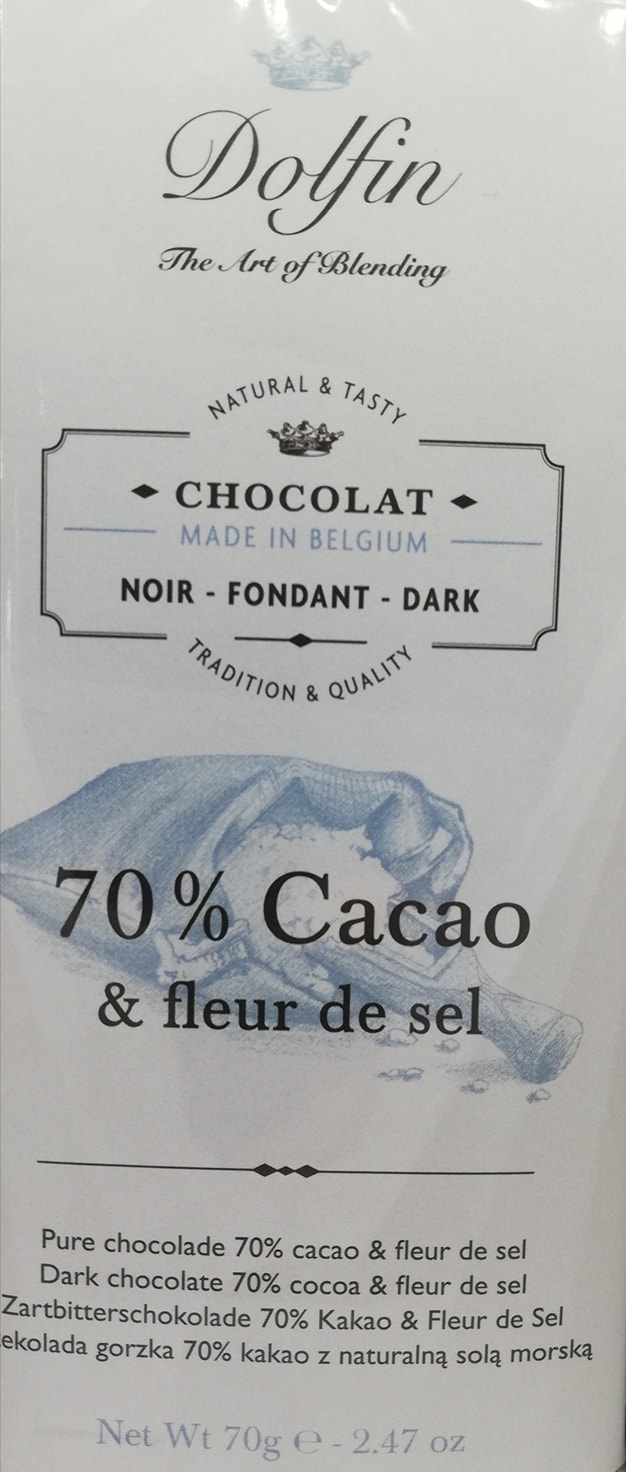 Dolfin
The Art of Blending
NATURAL & TASTY
CHOCOLAT
MADE IN BELGIUM
NOIR - FONDANT - DARK
TRADITION & QUALITY
70% Cacao
& fleur de sel
Pure chocolade 70% cacao & fleur de sel
Dark chocolate 70% cocoa & fleur de sel
Zartbitterschokolade 70% Kakao & Fleur de Sel
ekolada gorzka 70% kakao z naturalną solą morską
Net Wt 70g ℮ - 2.47 oz